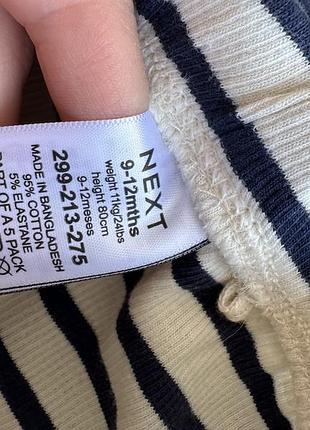 NEXT
9-12mths
weight 11kg/24lbs
height 80cm
9-12meses
299-213-275
MADE IN BANGLADESH
95% COTTON
5% ELASTANE
PART OF A 5 PACK